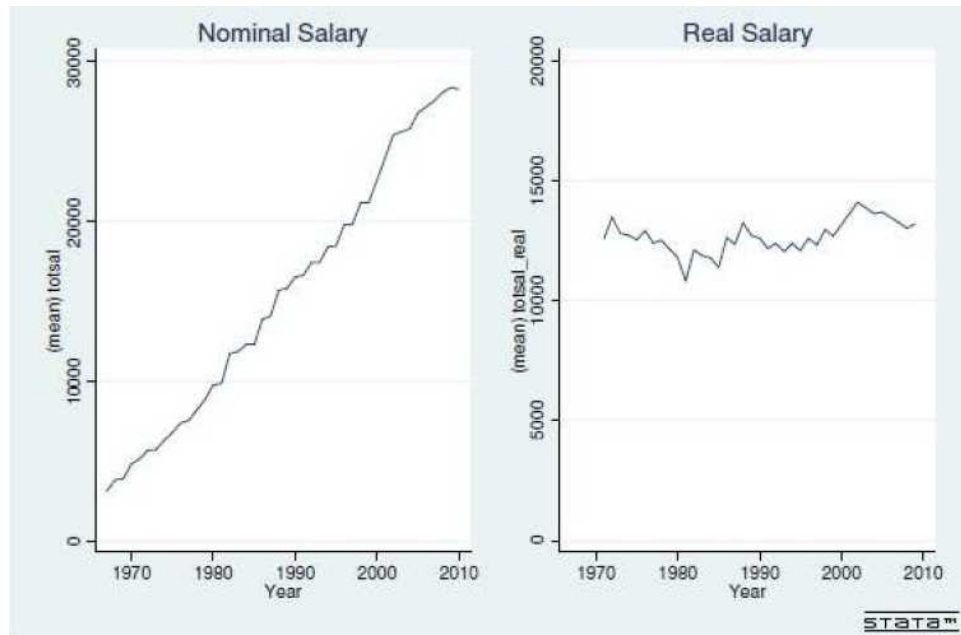 Nominal Salary
(mean) totsal
30000
20000
10000
0
1970 1980 1990 2000 2010
Year
Real Salary
(mean) totsal_real
20000
15000
10000
5000
0
1970 1980 1990 2000 2010
Year
STATA™